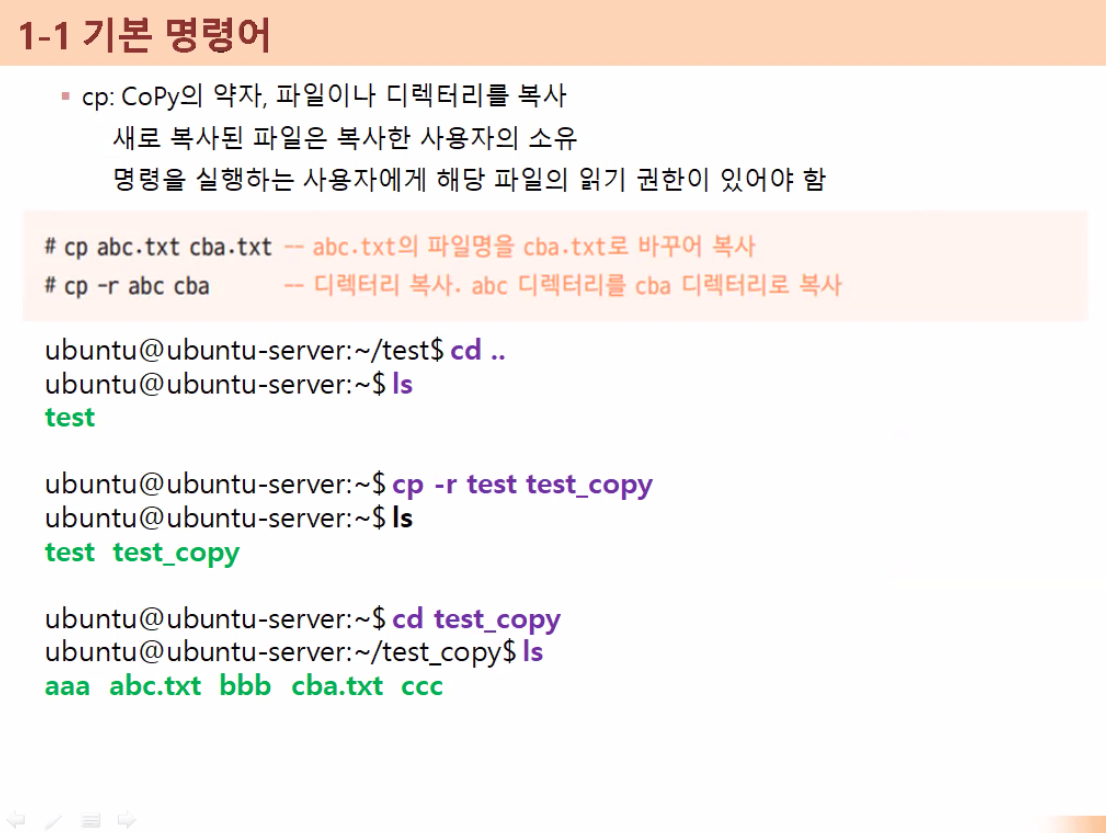 1-1 기본 명령어
▪ cp: CoPy의 약자, 파일이나 디렉터리를 복사
새로 복사된 파일은 복사한 사용자의 소유
명령을 실행하는 사용자에게 해당 파일의 읽기 권한이 있어야 함
# cp abc.txt cba.txt -- abc.txt의 파일명을 cba.txt로 바꾸어 복사
# cp -r abc cba -- 디렉터리 복사. abc 디렉터리를 cba 디렉터리로 복사
ubuntu@ubuntu-server:~/test$ cd ..
ubuntu@ubuntu-server:~$ ls
test
ubuntu@ubuntu-server:~$ cp -r test test_copy
ubuntu@ubuntu-server:~$ ls
test test_copy
ubuntu@ubuntu-server:~$ cd test_copy
ubuntu@ubuntu-server:~/test_copy$ ls
aaa abc.txt bbb cba.txt ccc